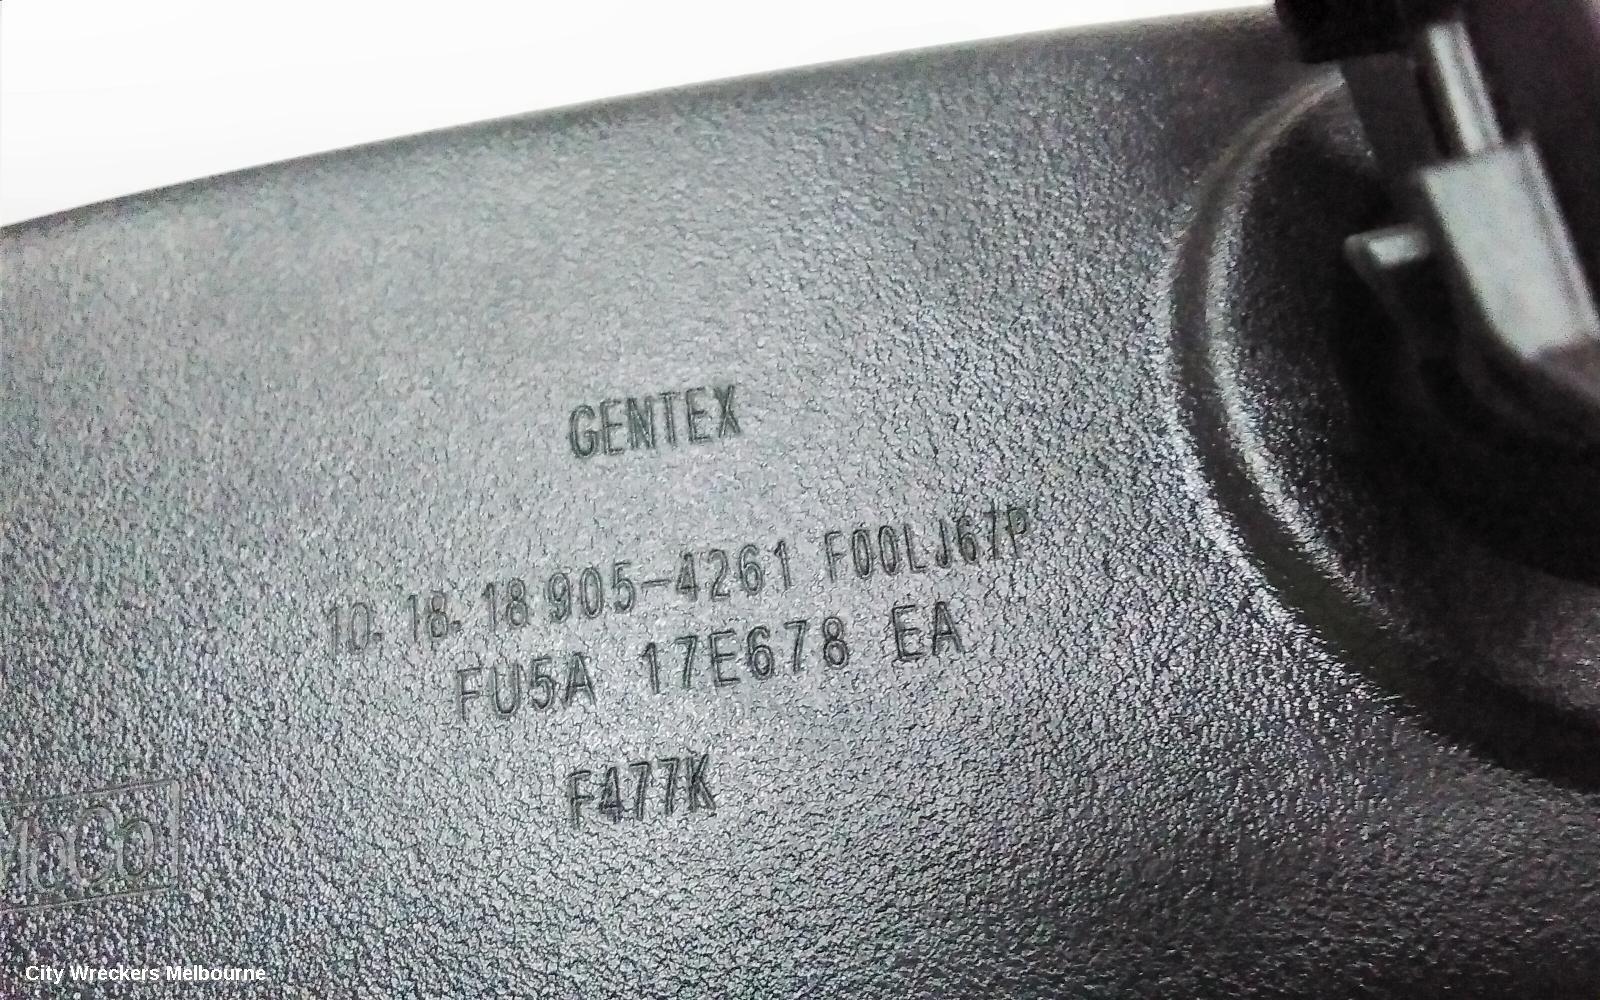 GENTEX
10.18.18 905-4261 F00LJ67P
FU5A 17E678 EA
F477K
City Wreckers Melbourne